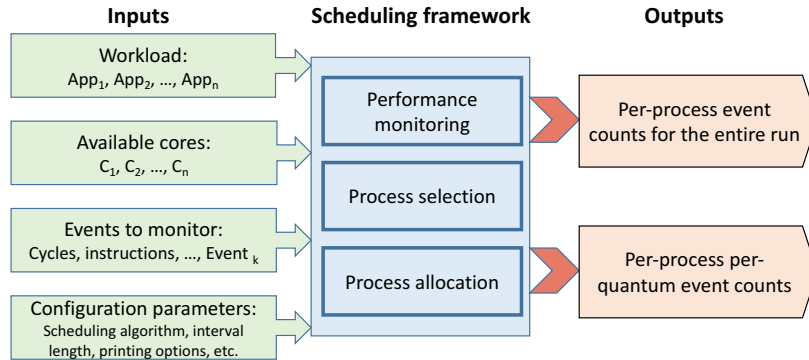 Inputs
Workload:
App1, App2, ..., Appn
Available cores:
C1, C2, ..., Cn
Events to monitor:
Cycles, instructions, ..., Event k
Configuration parameters:
Scheduling algorithm, interval
length, printing options, etc.
Scheduling framework
Performance
monitoring
Process selection
Process allocation
Outputs
Per-process event
counts for the entire run
Per-process per-
quantum event counts